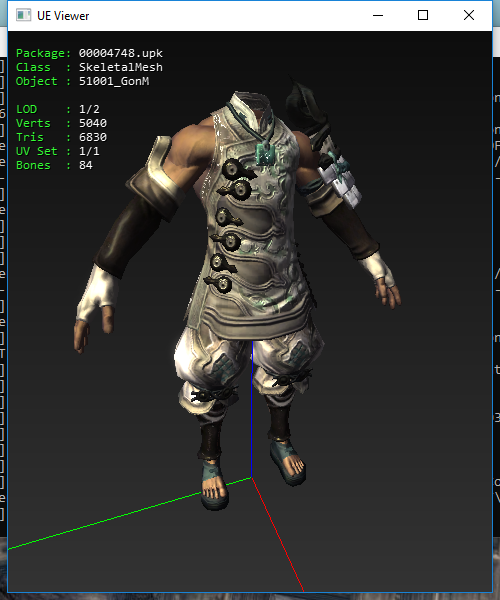 UE Viewer
Package: 00004748.upk
Class : SkeletalMesh
Object : 51001_GonM
LOD : 1/2
Verts : 5040
Tris : 6830
UV Set : 1/1
Bones : 84